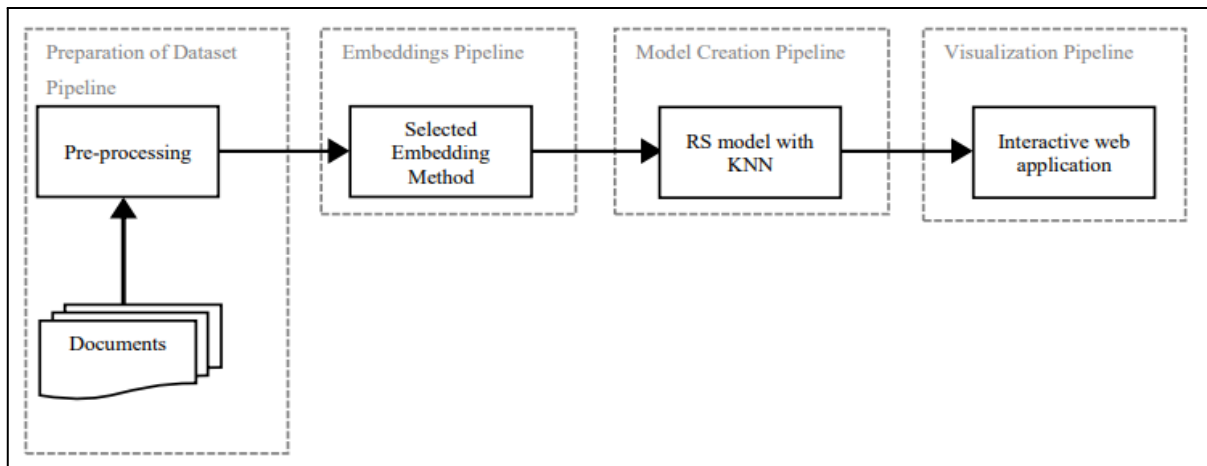 Preparation of Dataset
Pipeline
Pre-processing
Documents
Embeddings Pipeline
Selected
Embedding
Method
Model Creation Pipeline
RS model with
KNN
Visualization Pipeline
Interactive web
application